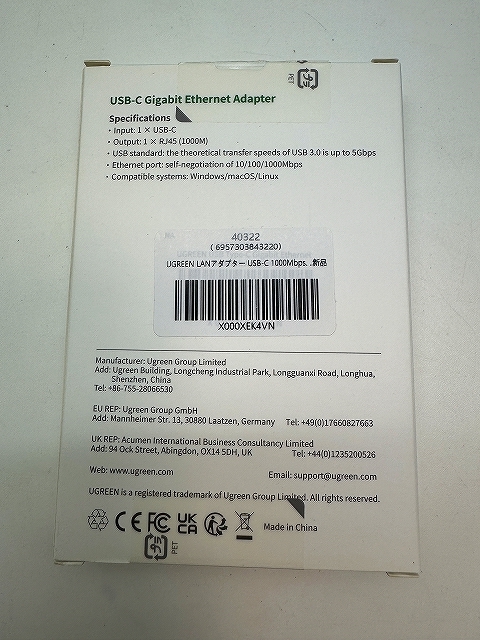 PET
USB-C Gigabit Ethernet Adapter
Specifications
· Input: 1 × USB-C
· Output: 1 × RJ45 (1000M)
· USB standard: the theoretical transfer speeds of USB 3.0 is up to 5Gbps
· Ethernet port: self-negotiation of 10/100/1000Mbps
· Compatible systems: Windows/macOS/Linux
40322
(6957303843220)
UGREEN LANアダプター USB-C 1000Mbps. .新品
X000XEK4VN
Manufacturer: Ugreen Group Limited
Add: Ugreen Building, Longcheng Industrial Park, Longguanxi Road, Longhua,
Shenzhen, China
Tel: +86-755-28066530
EU REP: Ugreen Group GmbH
Add: Mannheimer Str. 13, 30880 Laatzen, Germany Tel: +49(0)17660827663
UK REP: Acumen International Business Consultancy Limited
Add: 94 Ock Street, Abingdon, OX14 5DH, UK Tel: +44(0)1235200526
Web: www.ugreen.com Email: support@ugreen.com
UGREEN is a registered trademark of Ugreen Group Limited. All rights reserved.
CE FC UK CA Made in China
PET